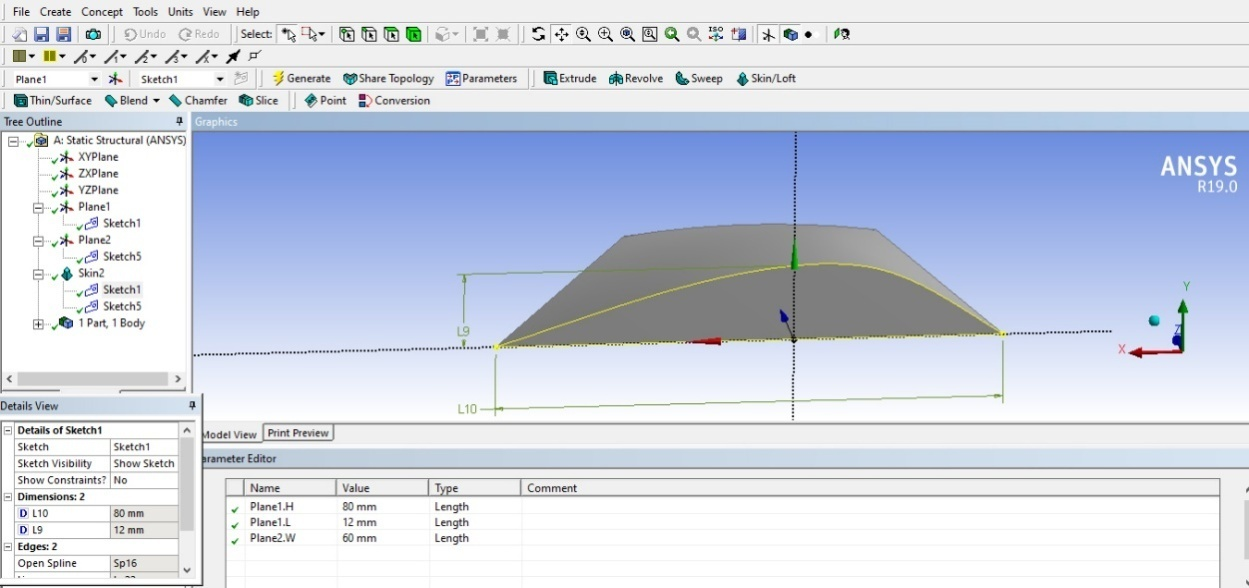 File Create Concept Tools Units View Help
Undo Redo Select:
Plane1 Sketch1 Generate Share Topology Parameters Extrude Revolve Sweep Skin/Loft
Thin/Surface Blend Chamfer Slice Point Conversion
Tree Outline
Graphics
A: Static Structural (ANSYS)
XYPlane
ZXPlane
YZPlane
Plane1
Sketch1
Plane2
Sketch5
Skin2
Sketch1
Sketch5
1 Part, 1 Body
ANSYS
R19.0
L9
L10
Y
Z
X
Details View
Details of Sketch1
Sketch Sketch1
Sketch Visibility Show Sketch
Show Constraints? No
Dimensions: 2
D L10 80 mm
D L9 12 mm
Edges: 2
Open Spline Sp16
Model View Print Preview
arameter Editor
Name Value Type Comment
Plane1.H 80 mm Length
Plane1.L 12 mm Length
Plane2.W 60 mm Length